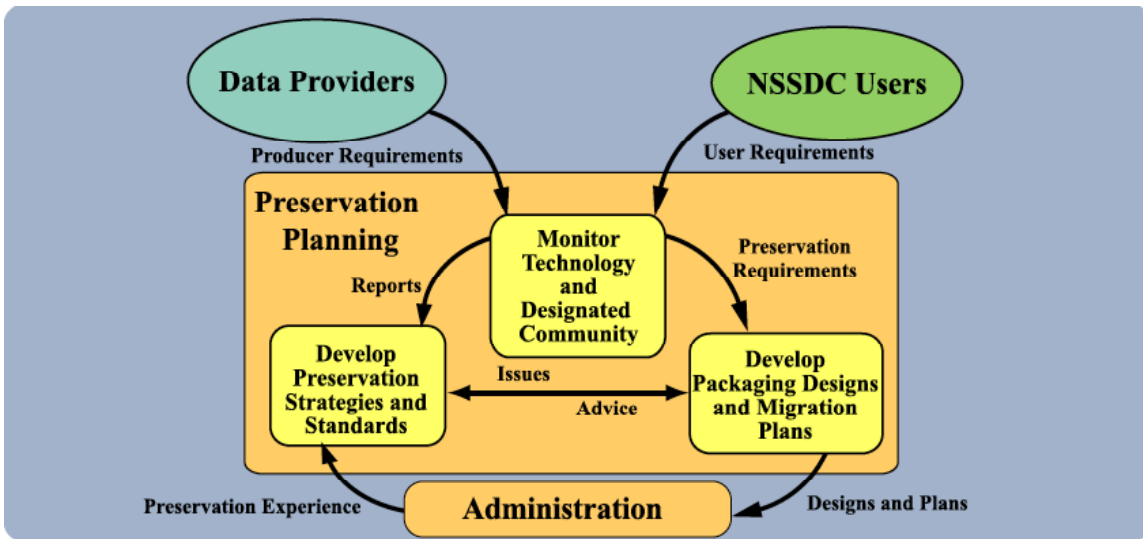 Data Providers
NSSDC Users
Producer Requirements
User Requirements
Preservation
Planning
Monitor
Technology
and
Designated
Community
Preservation
Requirements
Reports
Develop
Preservation
Strategies and
Standards
Issues
Advice
Develop
Packaging Designs
and Migration
Plans
Preservation Experience
Administration
Designs and Plans